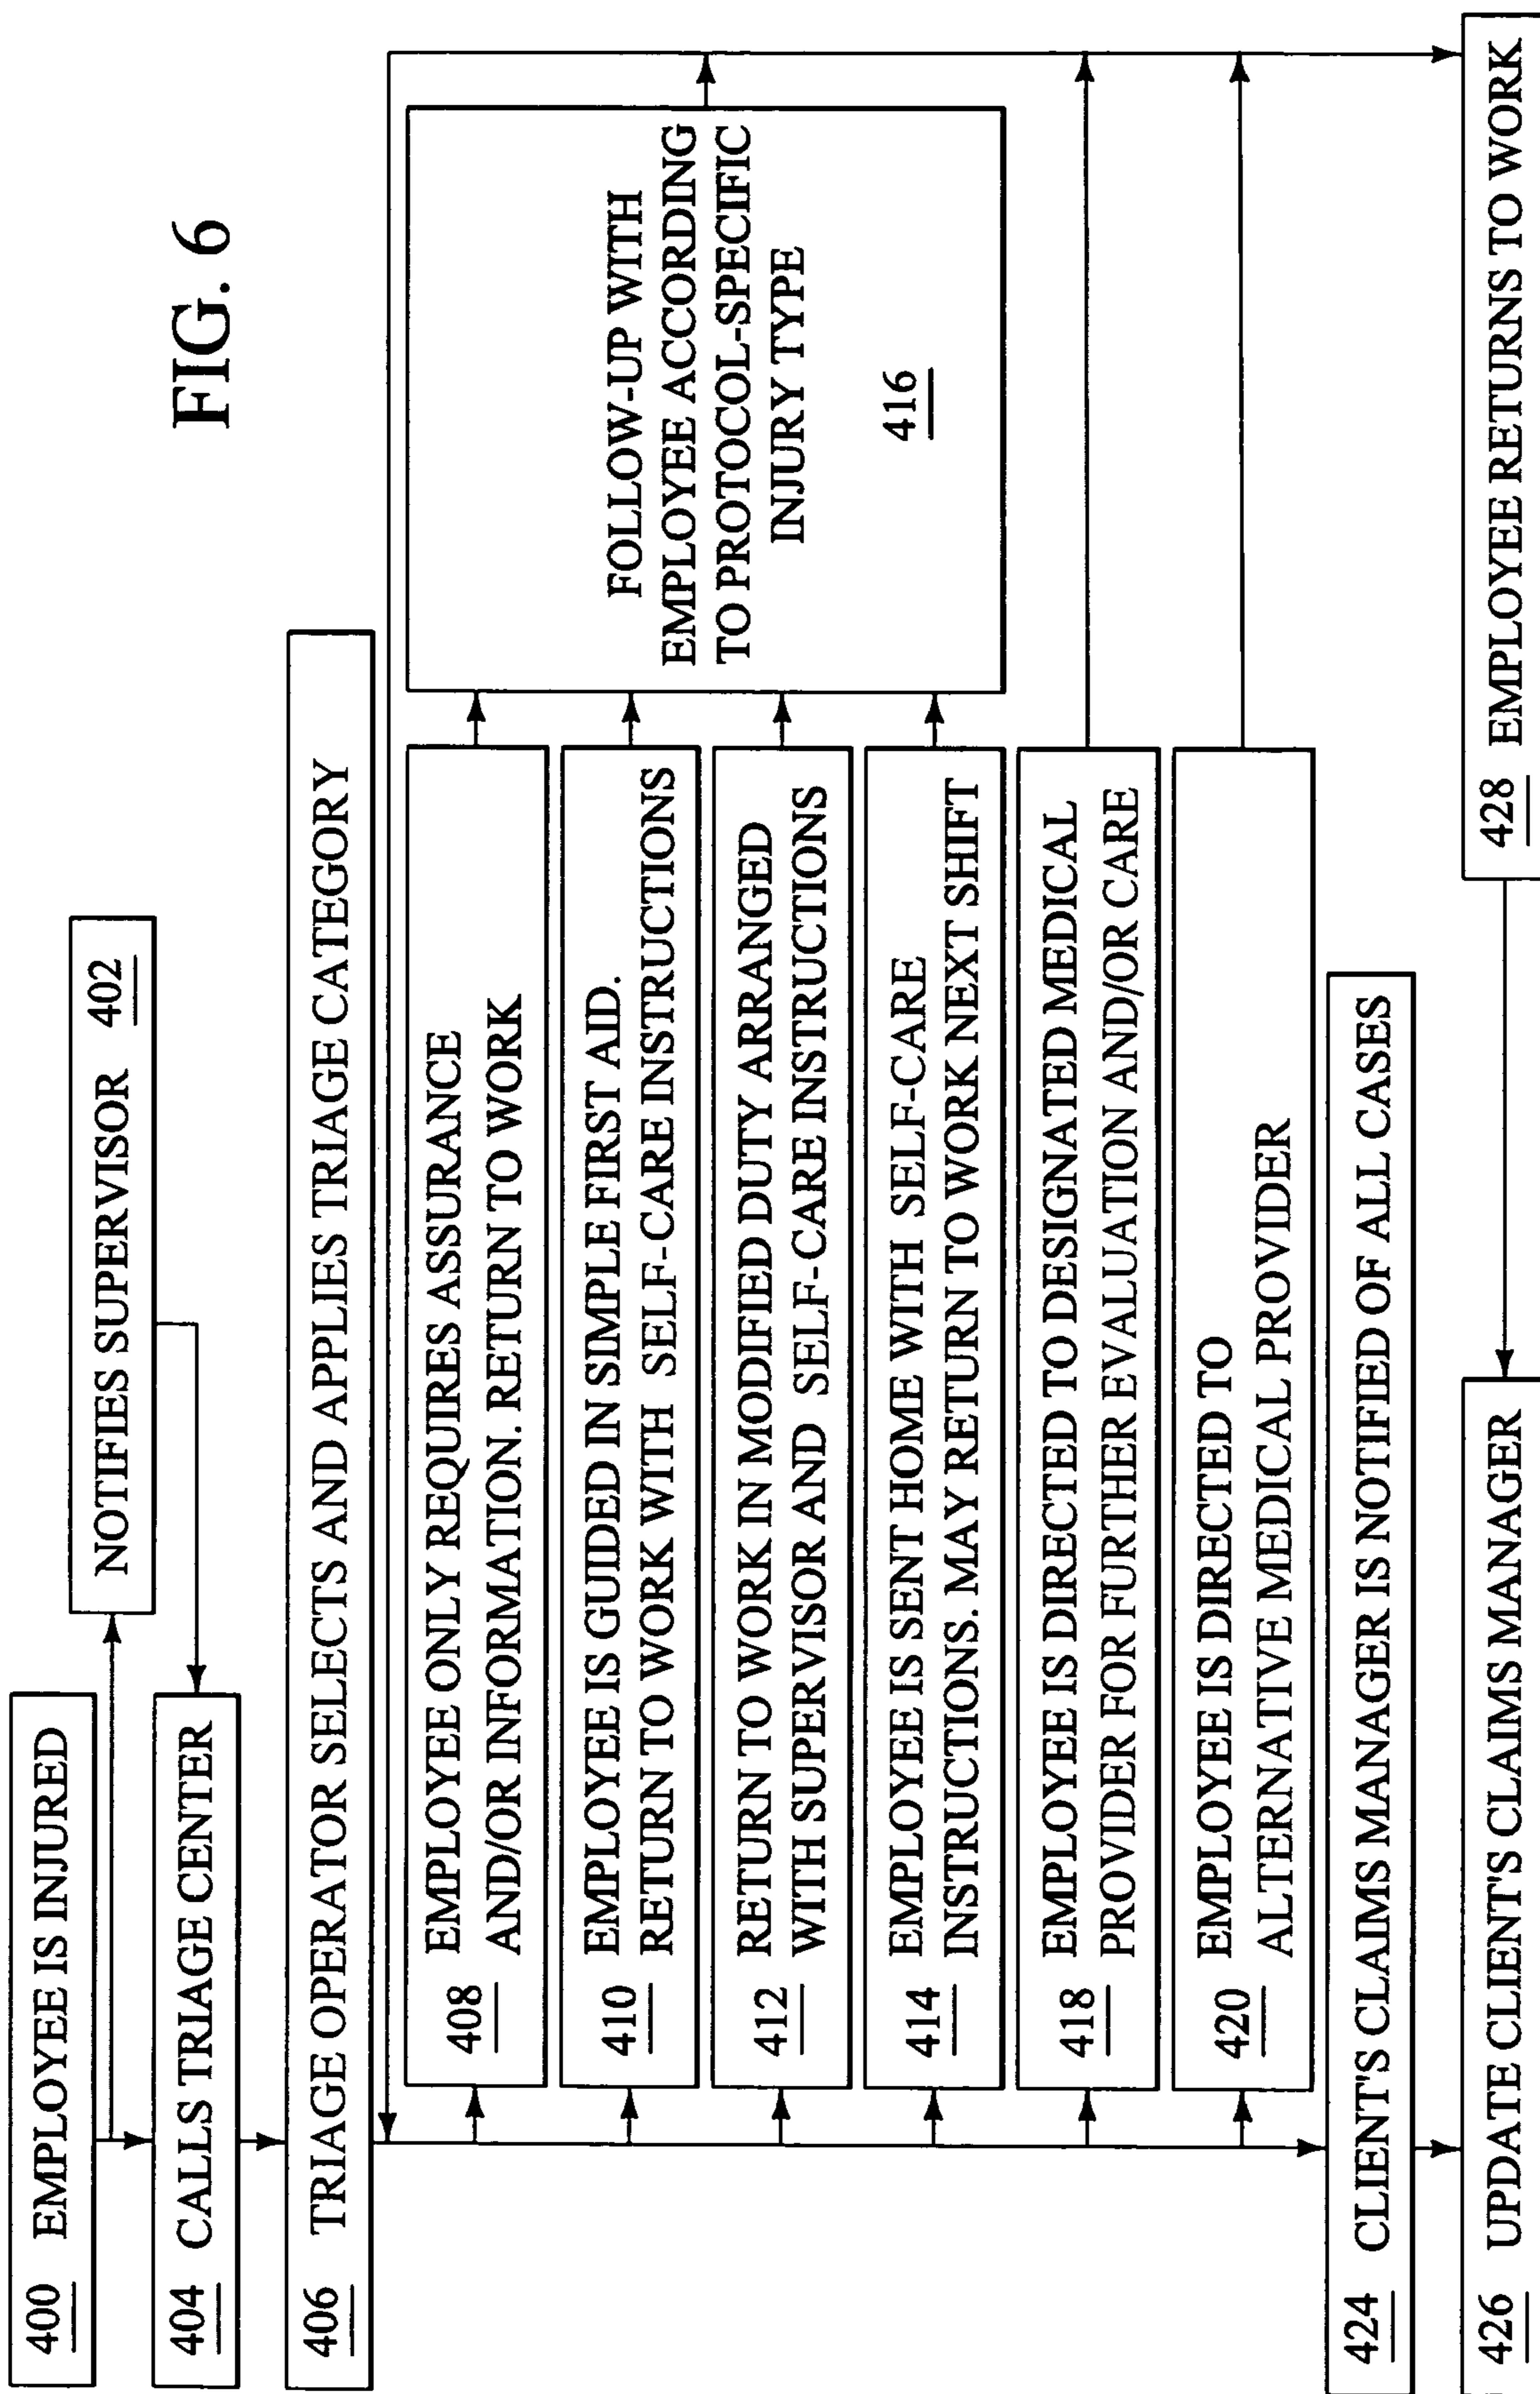 FIG. 6
400 EMPLOYEE IS INJURED
NOTIFIES SUPERVISOR 402
404 CALLS TRIAGE CENTER
406 TRIAGE OPERATOR SELECTS AND APPLIES TRIAGE CATEGORY
408 EMPLOYEE ONLY REQUIRES ASSURANCE
AND/OR INFORMATION. RETURN TO WORK
410 EMPLOYEE IS GUIDED IN SIMPLE FIRST AID.
RETURN TO WORK WITH SELF-CARE INSTRUCTIONS
412 RETURN TO WORK IN MODIFIED DUTY ARRANGED
WITH SUPERVISOR AND SELF-CARE INSTRUCTIONS
414 EMPLOYEE IS SENT HOME WITH SELF-CARE
INSTRUCTIONS. MAY RETURN TO WORK NEXT SHIFT
FOLLOW-UP WITH
EMPLOYEE ACCORDING
TO PROTOCOL-SPECIFIC
INJURY TYPE
416
418 EMPLOYEE IS DIRECTED TO DESIGNATED MEDICAL
PROVIDER FOR FURTHER EVALUATION AND/OR CARE
420 EMPLOYEE IS DIRECTED TO
ALTERNATIVE MEDICAL PROVIDER
424 CLIENT'S CLAIMS MANAGER IS NOTIFIED OF ALL CASES
426 UPDATE CLIENT'S CLAIMS MANAGER
428 EMPLOYEE RETURNS TO WORK